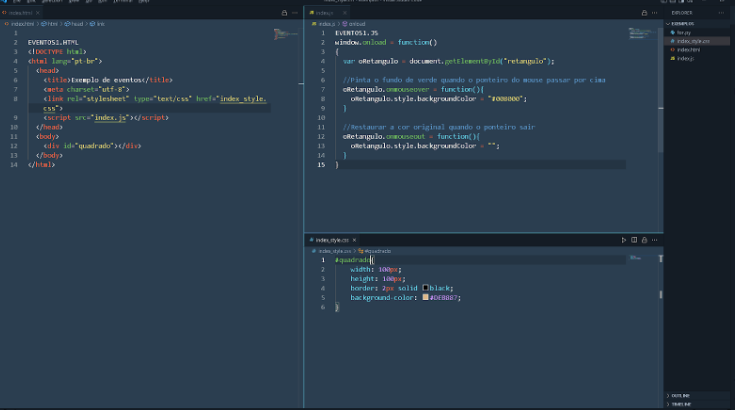 index.html
index.html > html > head > link
1
2 EVENTOS1.HTML
3 <!DOCTYPE html>
4 <html lang="pt-br">
5 <head>
6 <title>Exemplo de eventos</title>
7 <meta charset="utf-8">
8 <link rel="stylesheet" type="text/css" href="index_style.
css">
9 <script src="index.js"></script>
10 </head>
11 <body>
12 <div id="quadrado"></div>
13 </body>
14 </html>
index.js
index.js > onload
1 EVENTOS1.JS
2 window.onload = function()
3 {
4 var oRetangulo = document.getElementById("retangulo");
5
6 //Pinta o fundo de verde quando o ponteiro do mouse passar por cima
7 oRetangulo.onmouseover = function(){
8 oRetangulo.style.backgroundColor = "#008000";
9 }
10
11 //Restaurar a cor original quando o ponteiro sair
12 oRetangulo.onmouseout = function(){
13 oRetangulo.style.backgroundColor = "";
14 }
15 }
index_style.css ×
index_style.css > #quadrado
1 #quadrado{
2 width: 100px;
3 height: 100px;
4 border: 2px solid black;
5 background-color: #DEB887;
6 }
EXEMPLOS
for.py
index_style.css
index.html
index.js
OUTLINE
TIMELINE